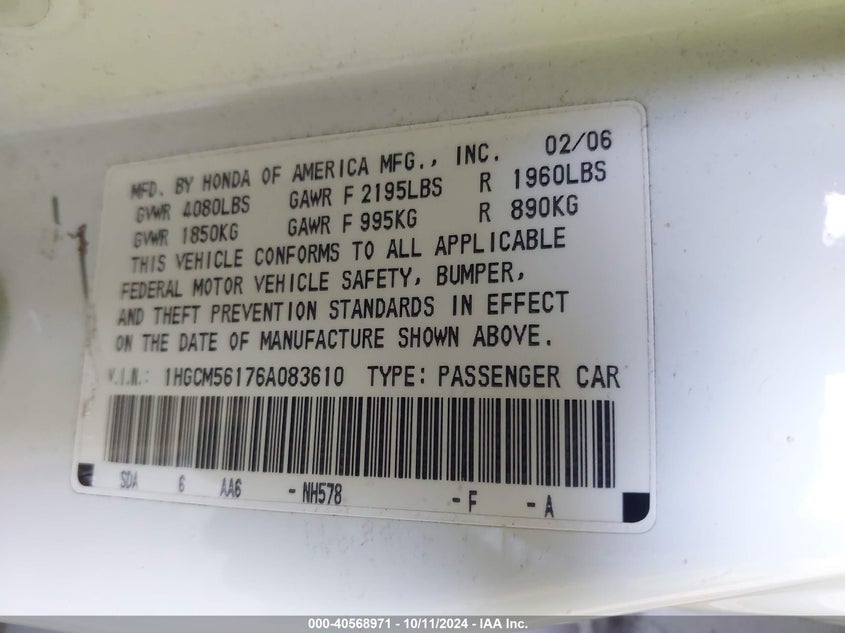 MFD. BY HONDA OF AMERICA MFG., INC. 02/06
GVWR 4080LBS GAWR F 2195LBS R 1960LBS
GVWR 1850KG GAWR F 995KG R 890KG
THIS VEHICLE CONFORMS TO ALL APPLICABLE
FEDERAL MOTOR VEHICLE SAFETY, BUMPER,
AND THEFT PREVENTION STANDARDS IN EFFECT
ON THE DATE OF MANUFACTURE SHOWN ABOVE.
V.I.N.: 1HGCM56176A083610 TYPE: PASSENGER CAR
SDA 6 AA6 - NH578 - F - A
000-40568971 - 10/11/2024 - IAA Inc.